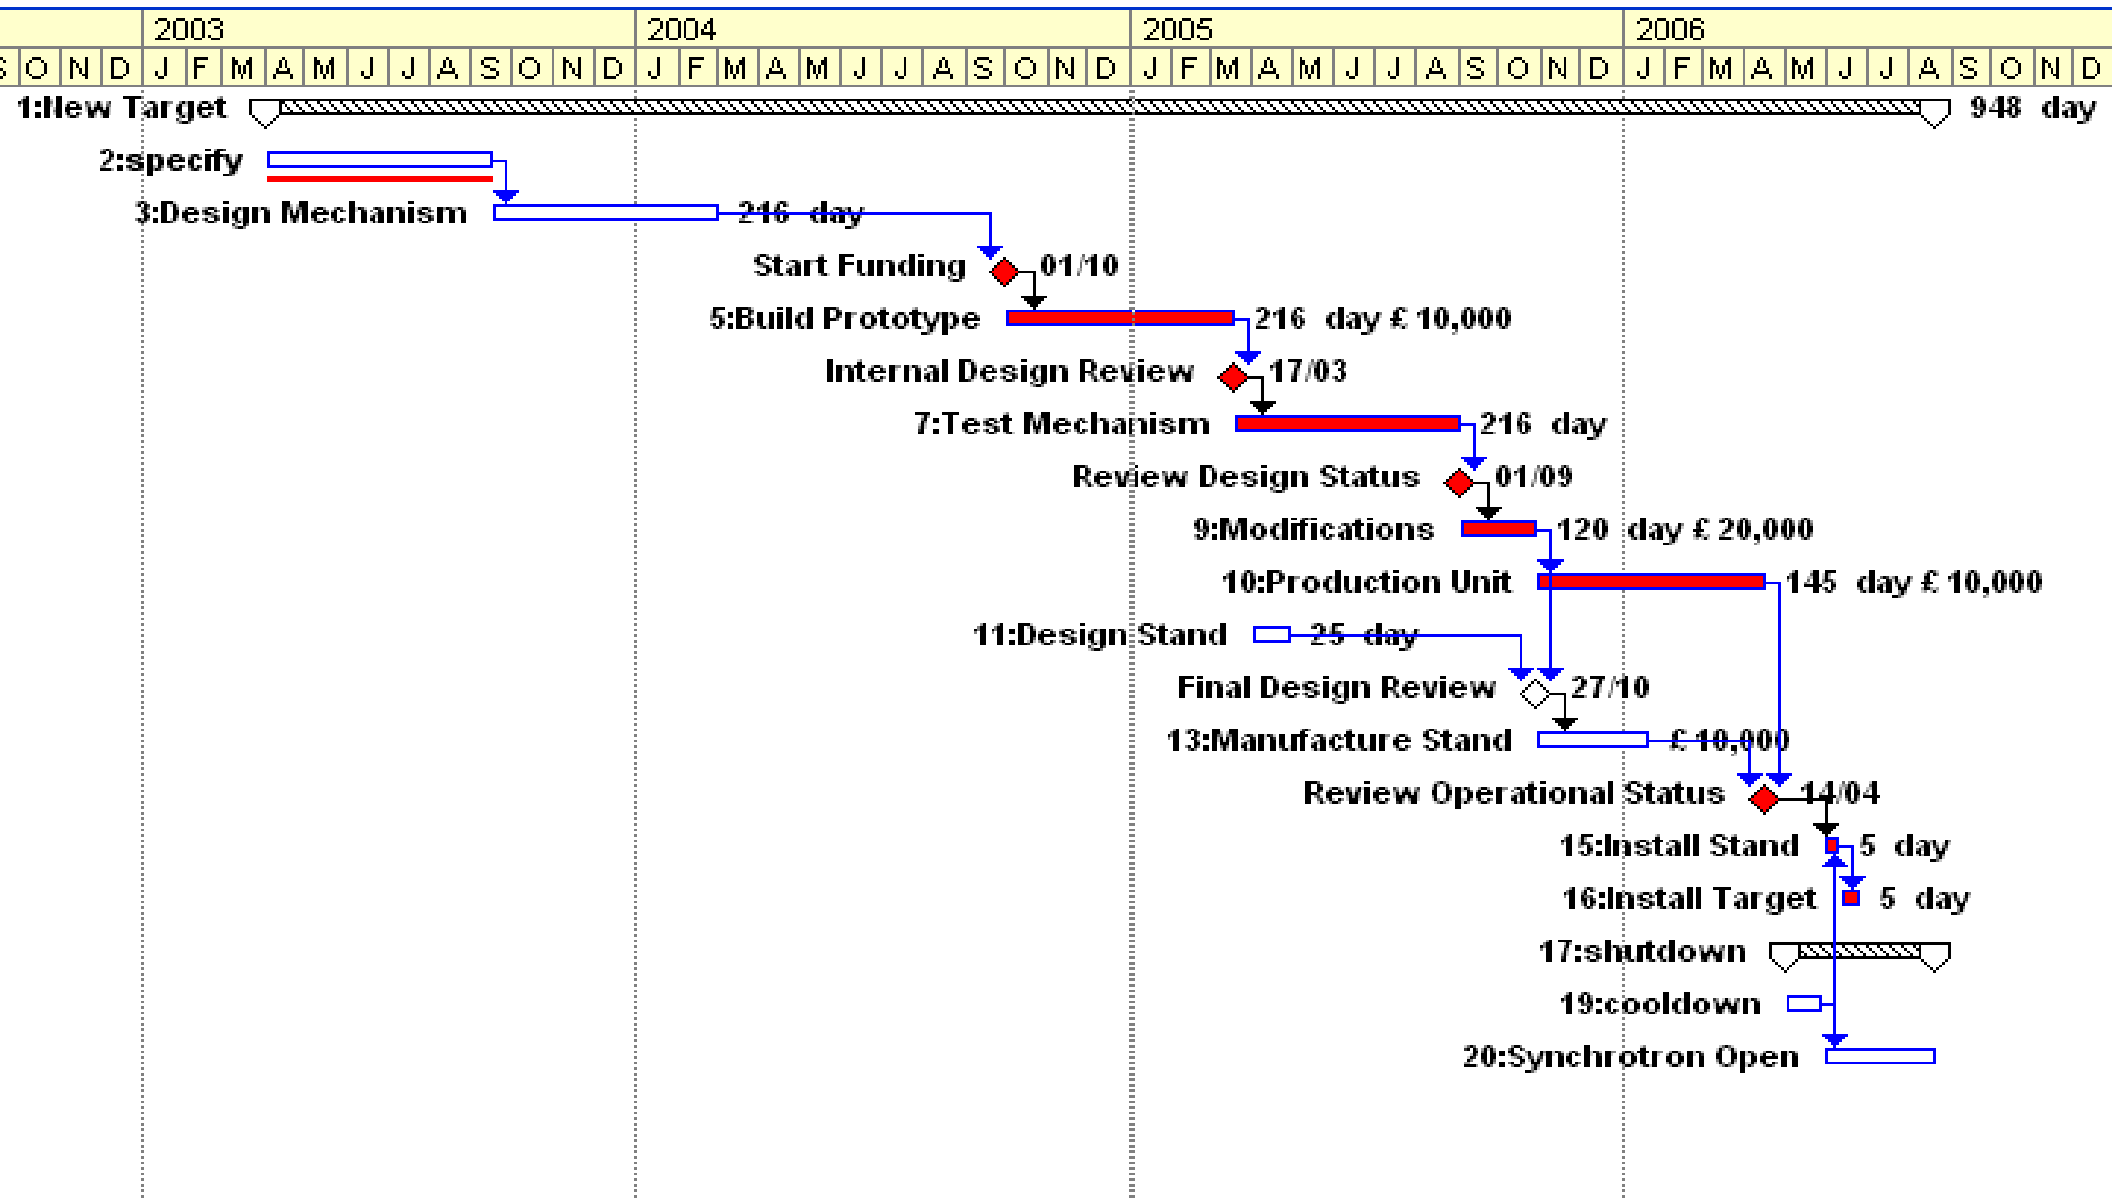 2003 2004 2005 2006
S O N D J F M A M J J A S O N D J F M A M J J A S O N D J F M A M J J A S O N D J F M A M J J A S O N D
1:New Target 948 day
2:specify
3:Design Mechanism 216 day
Start Funding 01/10
5:Build Prototype 216 day £ 10,000
Internal Design Review 17/03
7:Test Mechanism 216 day
Review Design Status 01/09
9:Modifications 120 day £ 20,000
10:Production Unit 145 day £ 10,000
11:Design Stand 25 day
Final Design Review 27/10
13:Manufacture Stand £ 10,000
Review Operational Status 14/04
15:Install Stand 5 day
16:Install Target 5 day
17:shutdown
19:cooldown
20:Synchrotron Open